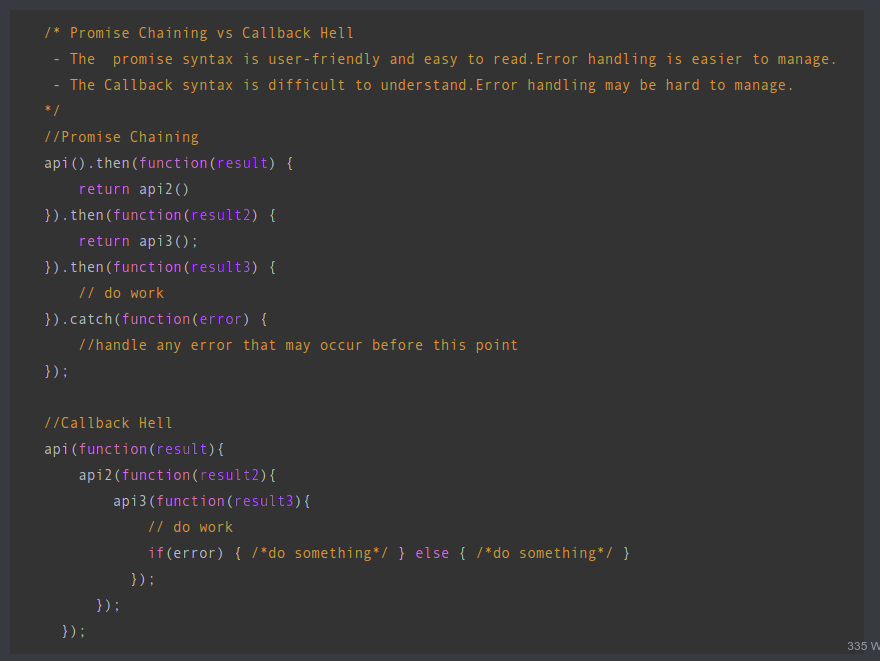 /* Promise Chaining vs Callback Hell
 - The  promise syntax is user-friendly and easy to read.Error handling is easier to manage.
 - The Callback syntax is difficult to understand.Error handling may be hard to manage.
*/
//Promise Chaining
api().then(function(result) {
    return api2()
}).then(function(result2) {
    return api3();
}).then(function(result3) {
    // do work
}).catch(function(error) {
    //handle any error that may occur before this point
});

//Callback Hell
api(function(result){
    api2(function(result2){
        api3(function(result3){
            // do work
            if(error) { /*do something*/ } else { /*do something*/ }
          });
      });
  });
335 W